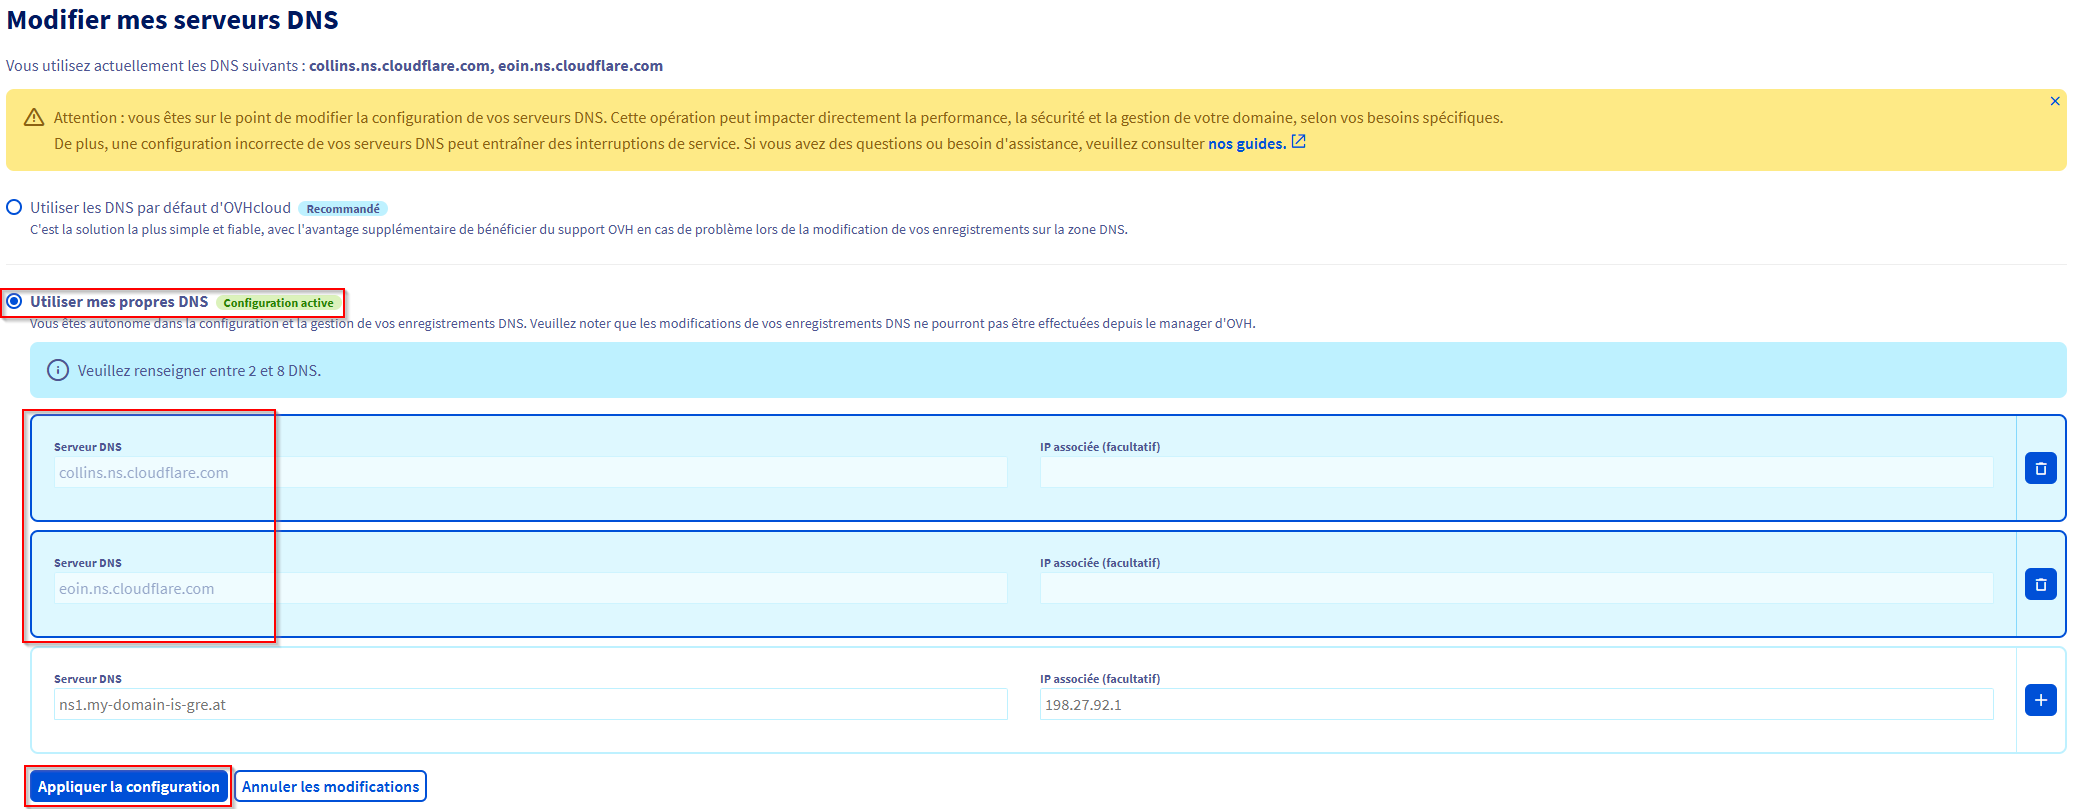 Modifier mes serveurs DNS
Vous utilisez actuellement les DNS suivants : collins.ns.cloudflare.com, eoin.ns.cloudflare.com
Attention : vous êtes sur le point de modifier la configuration de vos serveurs DNS. Cette opération peut impacter directement la performance, la sécurité et la gestion de votre domaine, selon vos besoins spécifiques.
De plus, une configuration incorrecte de vos serveurs DNS peut entraîner des interruptions de service. Si vous avez des questions ou besoin d'assistance, veuillez consulter nos guides.
Utiliser les DNS par défaut d'OVHcloud Recommandé
C'est la solution la plus simple et fiable, avec l'avantage supplémentaire de bénéficier du support OVH en cas de problème lors de la modification de vos enregistrements sur la zone DNS.
Utiliser mes propres DNS Configuration active
Vous êtes autonome dans la configuration et la gestion de vos enregistrements DNS. Veuillez noter que les modifications de vos enregistrements DNS ne pourront pas être effectuées depuis le manager d'OVH.
Veuillez renseigner entre 2 et 8 DNS.
Serveur DNS IP associée (facultatif)
collins.ns.cloudflare.com
Serveur DNS IP associée (facultatif)
eoin.ns.cloudflare.com
Serveur DNS IP associée (facultatif)
ns1.my-domain-is-gre.at 198.27.92.1
Appliquer la configuration Annuler les modifications